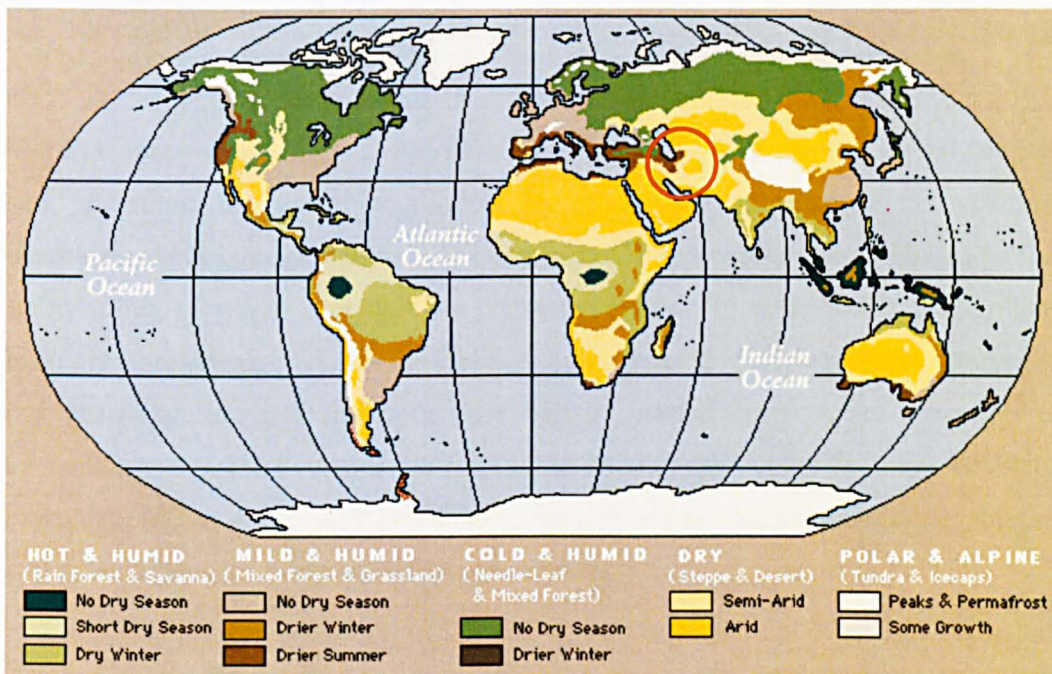 Atlantic
Ocean
Pacific
Ocean
Indian
Ocean
HOT & HUMID
(Rain Forest & Savanna)
No Dry Season
Short Dry Season
Dry Winter
MILD & HUMID
(Mixed Forest & Grassland)
No Dry Season
Drier Winter
Drier Summer
COLD & HUMID
(Needle-Leaf
& Mixed Forest)
No Dry Season
Drier Winter
DRY
(Steppe & Desert)
Semi-Arid
Arid
POLAR & ALPINE
(Tundra & Icecaps)
Peaks & Permafrost
Some Growth